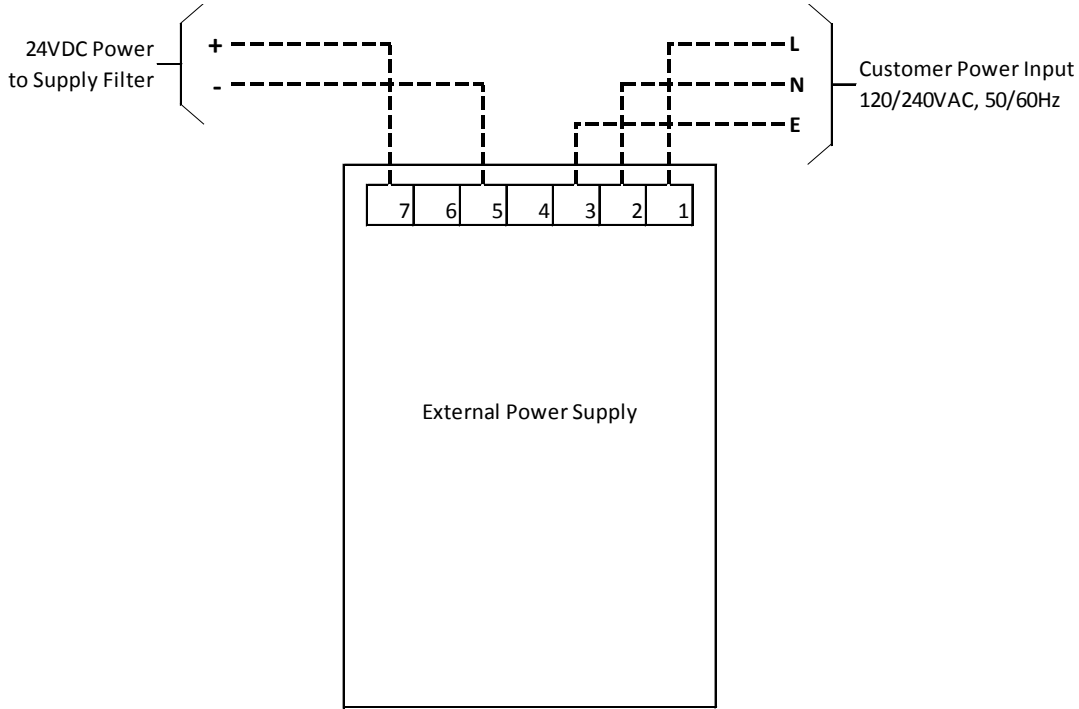 24VDC Power
to Supply Filter
+
-
L
N
E
Customer Power Input
120/240VAC, 50/60Hz
7 6 5 4 3 2 1
External Power Supply